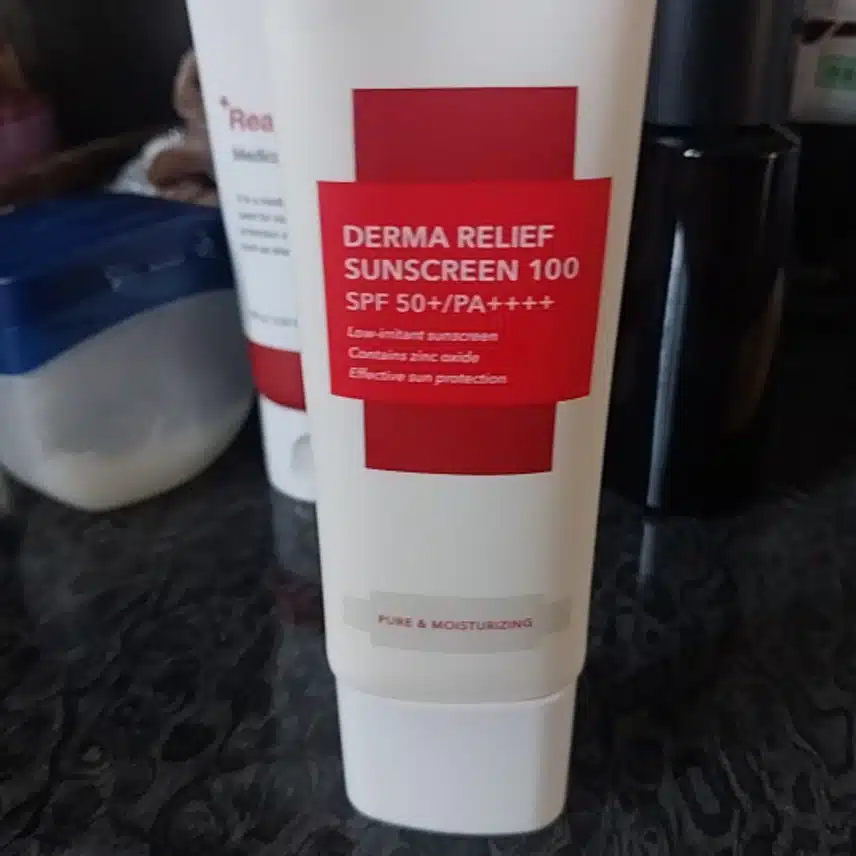 DERMA RELIEF
SUNSCREEN 100
SPF 50+/PA++++
Low-irritant sunscreen
Contains zinc oxide
Effective sun protection
PURE & MOISTURIZING
Rea
Medic